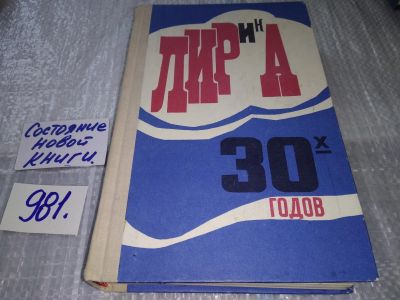 ЛИРиКА
30х
ГОДОВ
Состояние
новой
книги.
981.